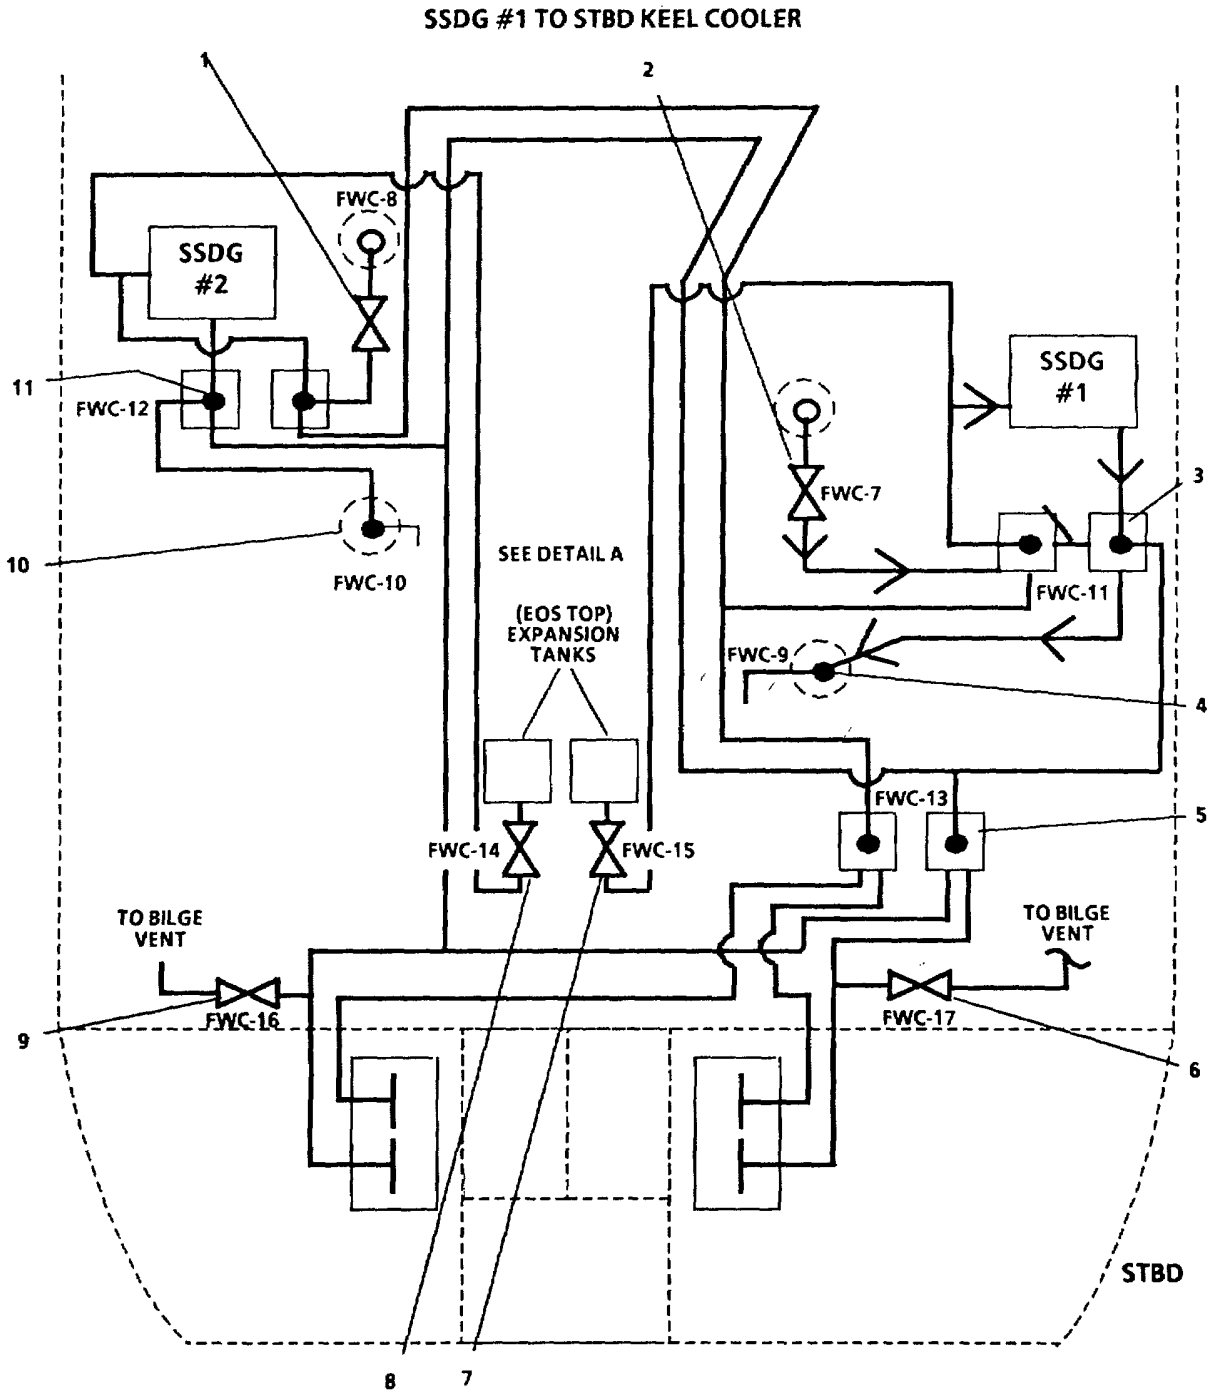 SSDG #1 TO STBD KEEL COOLER
1
2
FWC-8
SSDG
#2
SSDG
#1
11
FWC-12
3
FWC-7
SEE DETAIL A
10
FWC-10
FWC-11
(EOS TOP)
EXPANSION
TANKS
FWC-9
4
FWC-13
5
FWC-14
FWC-15
TO BILGE
VENT
TO BILGE
VENT
FWC-16
FWC-17
9
6
STBD
8
7